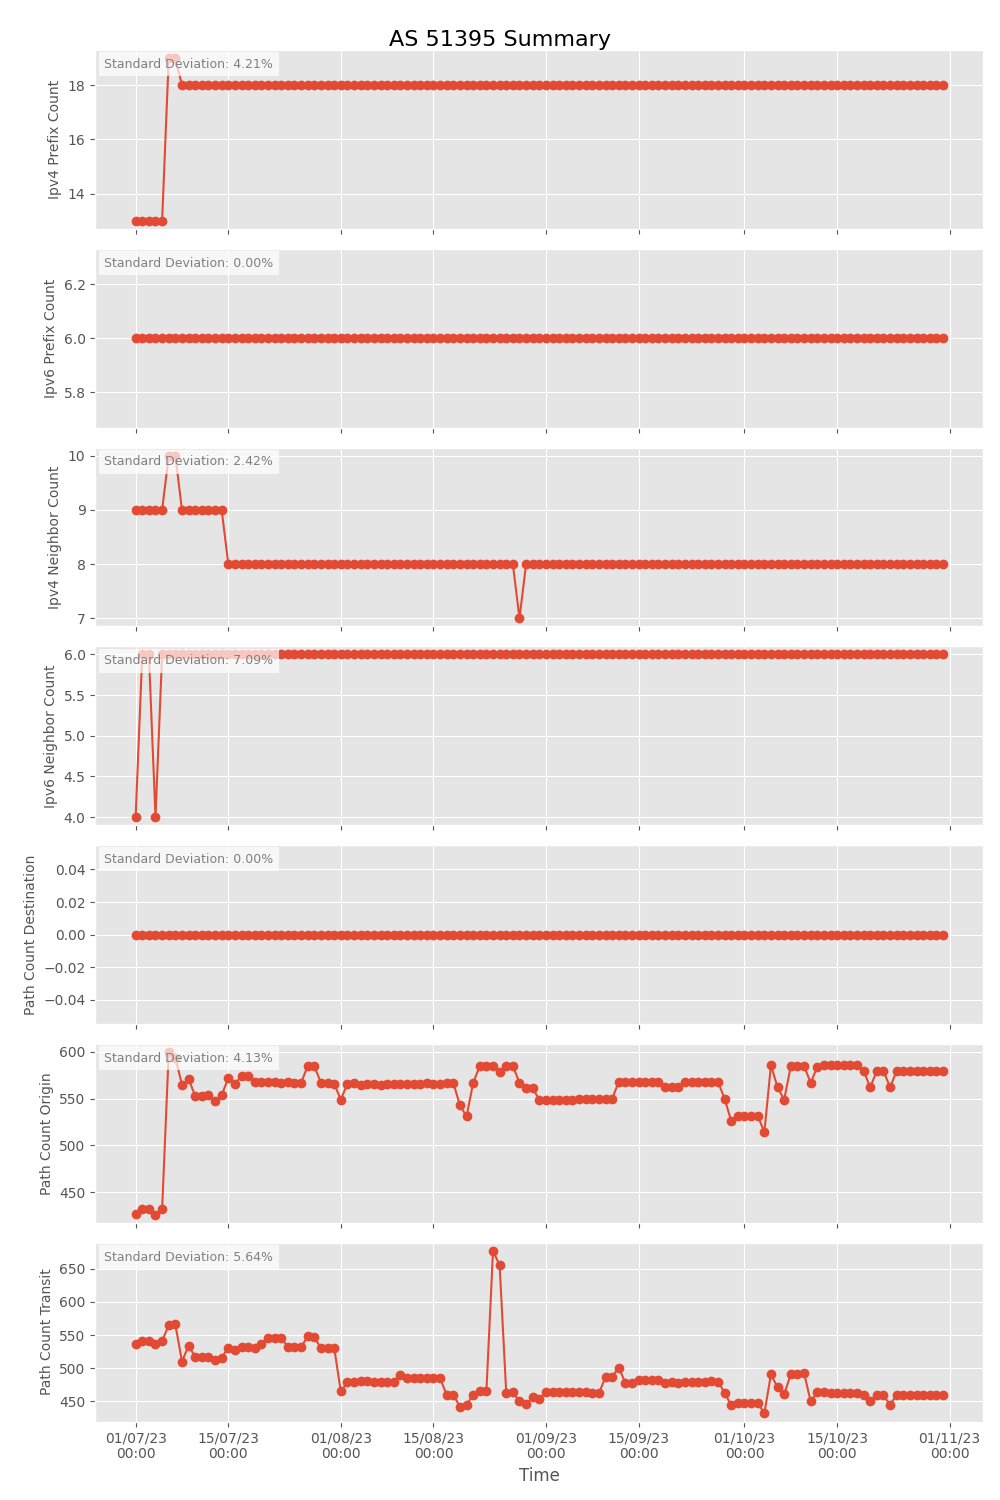 AS 51395 Summary
Standard Deviation: 4.21%
Ipv4 Prefix Count
18
16
14
Standard Deviation: 0.00%
Ipv6 Prefix Count
6.2
6.0
5.8
Standard Deviation: 2.42%
Ipv4 Neighbor Count
10
9
8
7
Standard Deviation: 7.09%
Ipv6 Neighbor Count
6.0
5.5
5.0
4.5
4.0
Standard Deviation: 0.00%
Path Count Destination
0.04
0.02
0.00
−0.02
−0.04
Standard Deviation: 4.13%
Path Count Origin
600
550
500
450
Standard Deviation: 5.64%
Path Count Transit
650
600
550
500
450
01/07/23 15/07/23 01/08/23 15/08/23 01/09/23 15/09/23 01/10/23 15/10/23 01/11/23
00:00 00:00 00:00 00:00 00:00 00:00 00:00 00:00 00:00
Time